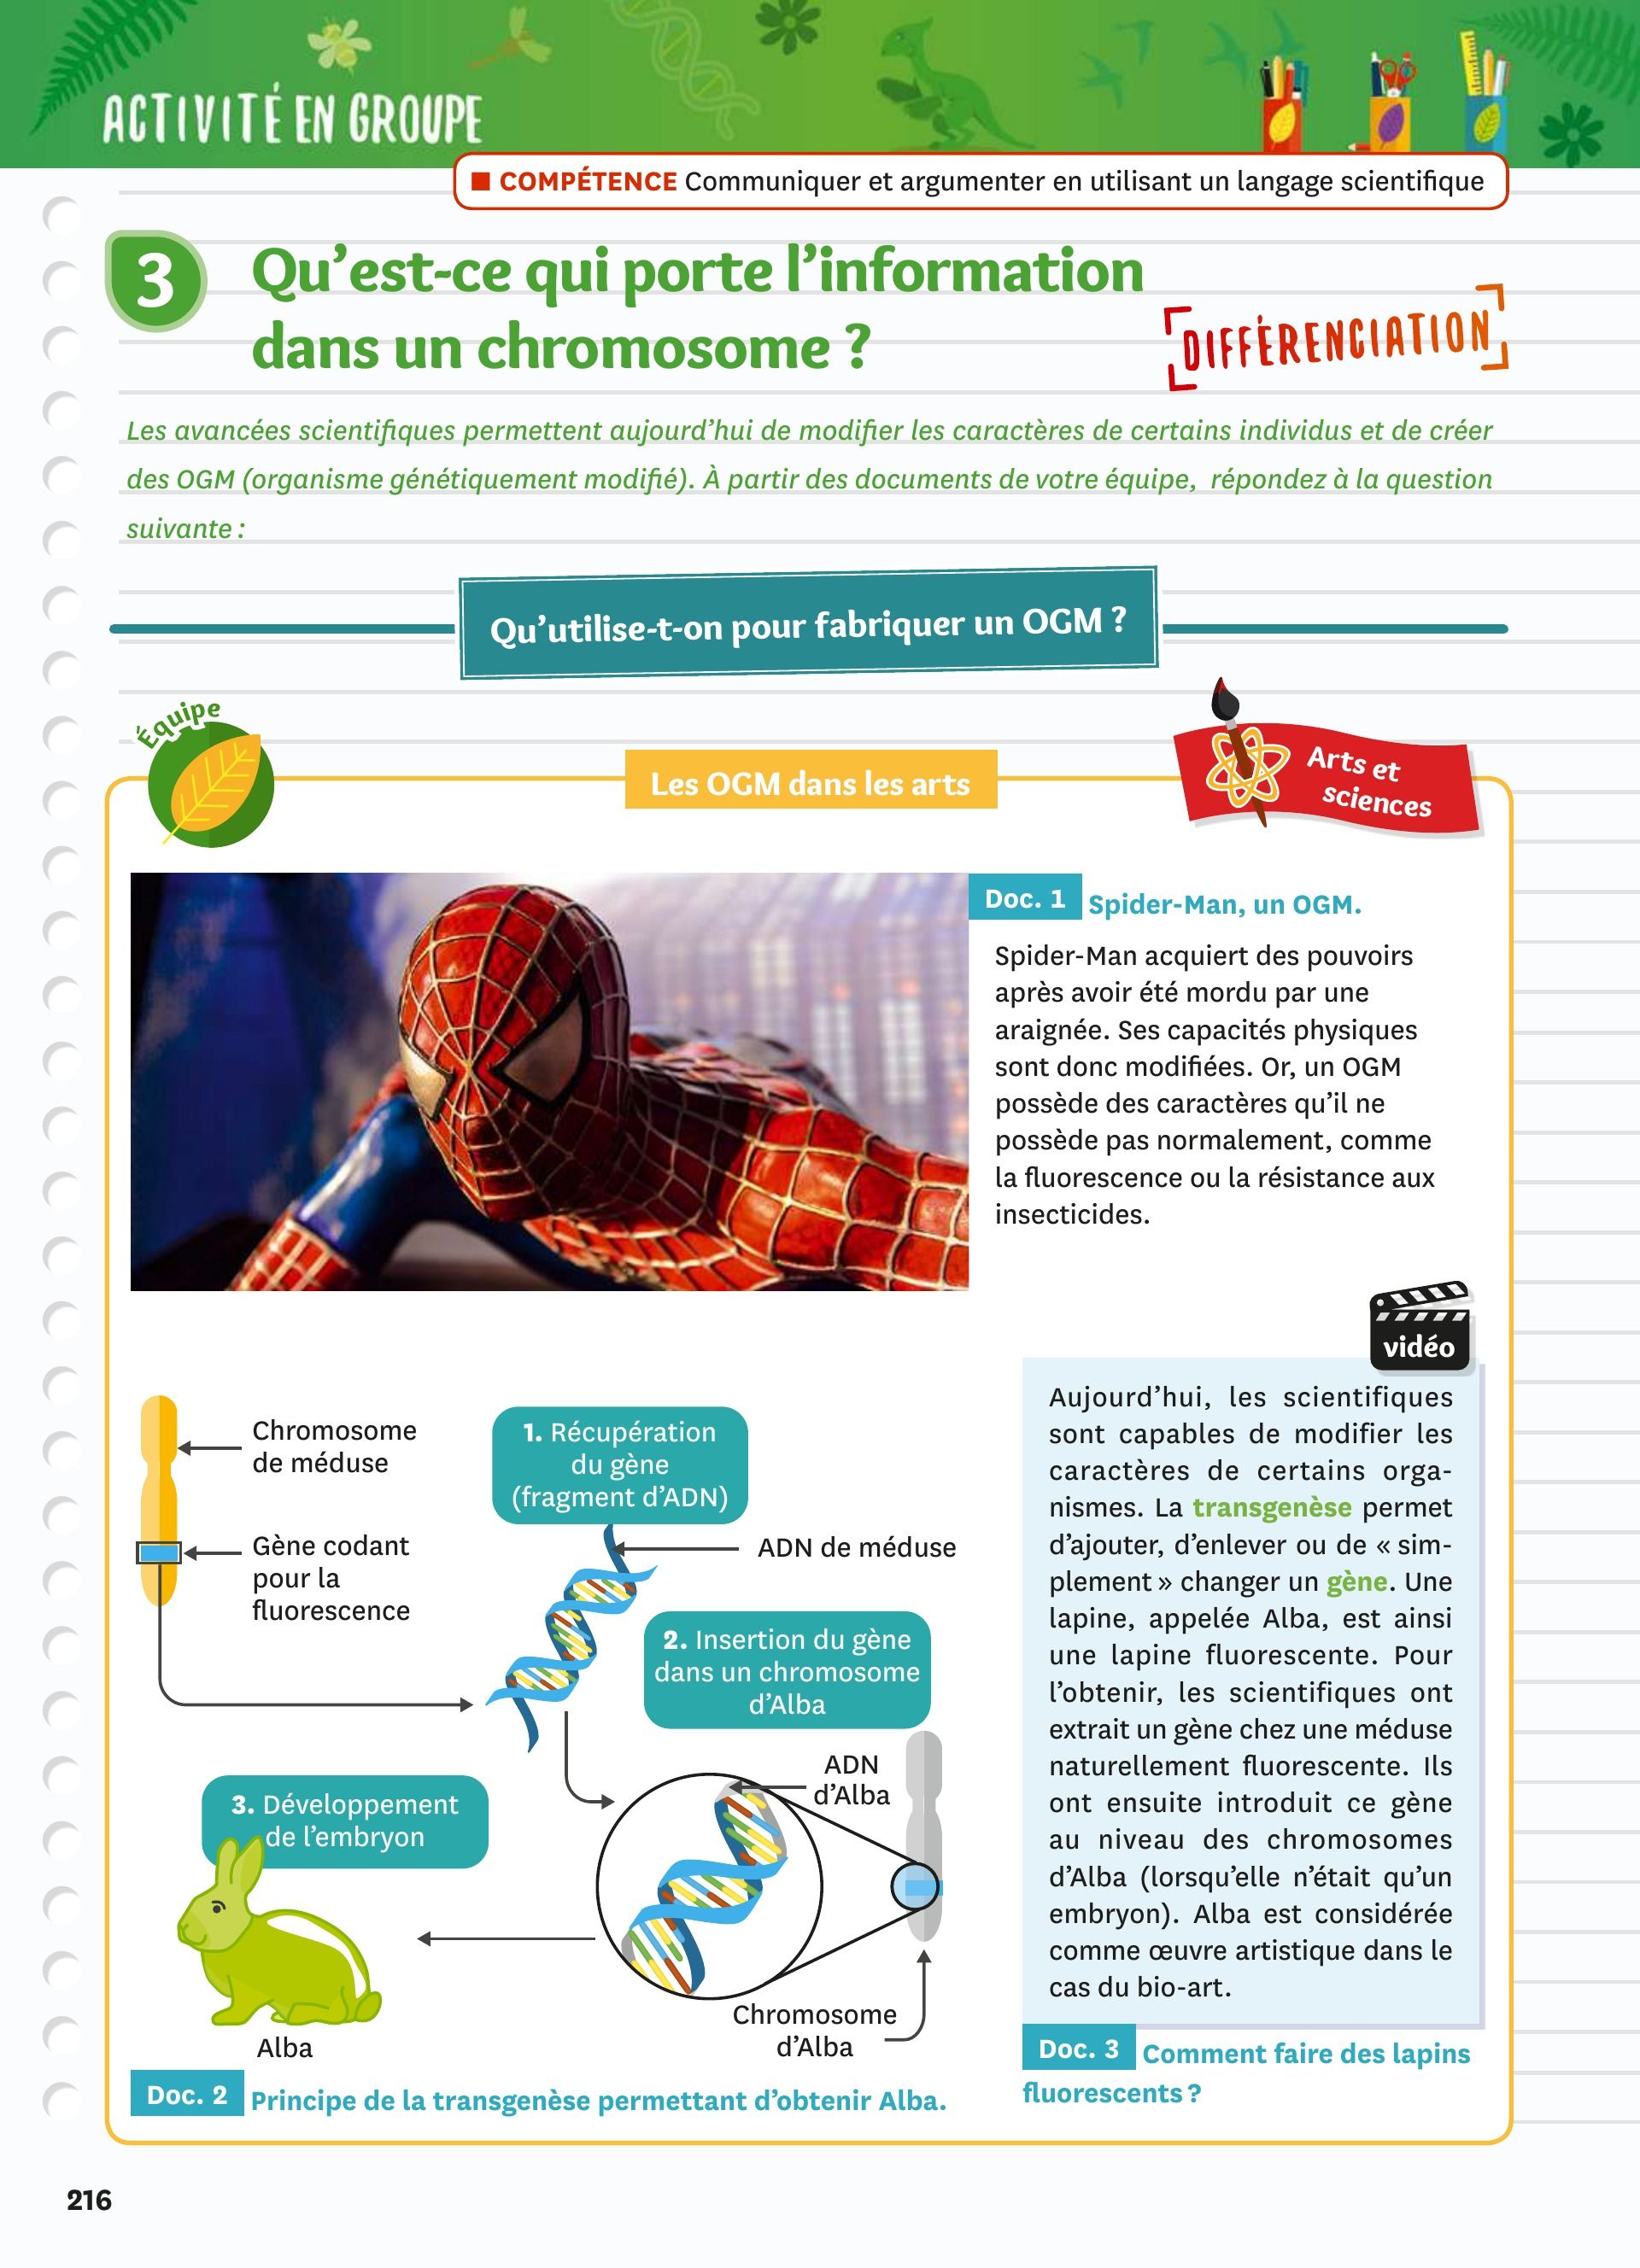 ACTIVITÉ EN GROUPE
■ COMPÉTENCE Communiquer et argumenter en utilisant un langage scientifique
3
Qu'est-ce qui porte l'information
dans un chromosome ?
DIFFÉRENCIATION
Les avancées scientifiques permettent aujourd'hui de modifier les caractères de certains individus et de créer
des OGM (organisme génétiquement modifié). À partir des documents de votre équipe, répondez à la question
suivante :
Qu'utilise-t-on pour fabriquer un OGM ?
Équipe
Les OGM dans les arts
Arts et
sciences
Doc. 1 Spider-Man, un OGM.
Spider-Man acquiert des pouvoirs
après avoir été mordu par une
araignée. Ses capacités physiques
sont donc modifiées. Or, un OGM
possède des caractères qu'il ne
possède pas normalement, comme
la fluorescence ou la résistance aux
insecticides.
Chromosome
de méduse
Gène codant
pour la
fluorescence
1. Récupération
du gène
(fragment d'ADN)
ADN de méduse
2. Insertion du gène
dans un chromosome
d'Alba
ADN
d'Alba
3. Développement
de l'embryon
Chromosome
d'Alba
Alba
Doc. 2 Principe de la transgenèse permettant d'obtenir Alba.
vidéo
Aujourd'hui, les scientifiques
sont capables de modifier les
caractères de certains orga-
nismes. La transgenèse permet
d'ajouter, d'enlever ou de « sim-
plement » changer un gène. Une
lapine, appelée Alba, est ainsi
une lapine fluorescente. Pour
l'obtenir, les scientifiques ont
extrait un gène chez une méduse
naturellement fluorescente. Ils
ont ensuite introduit ce gène
au niveau des chromosomes
d'Alba (lorsqu'elle n'était qu'un
embryon). Alba est considérée
comme œuvre artistique dans le
cas du bio-art.
Doc. 3 Comment faire des lapins
fluorescents ?
216